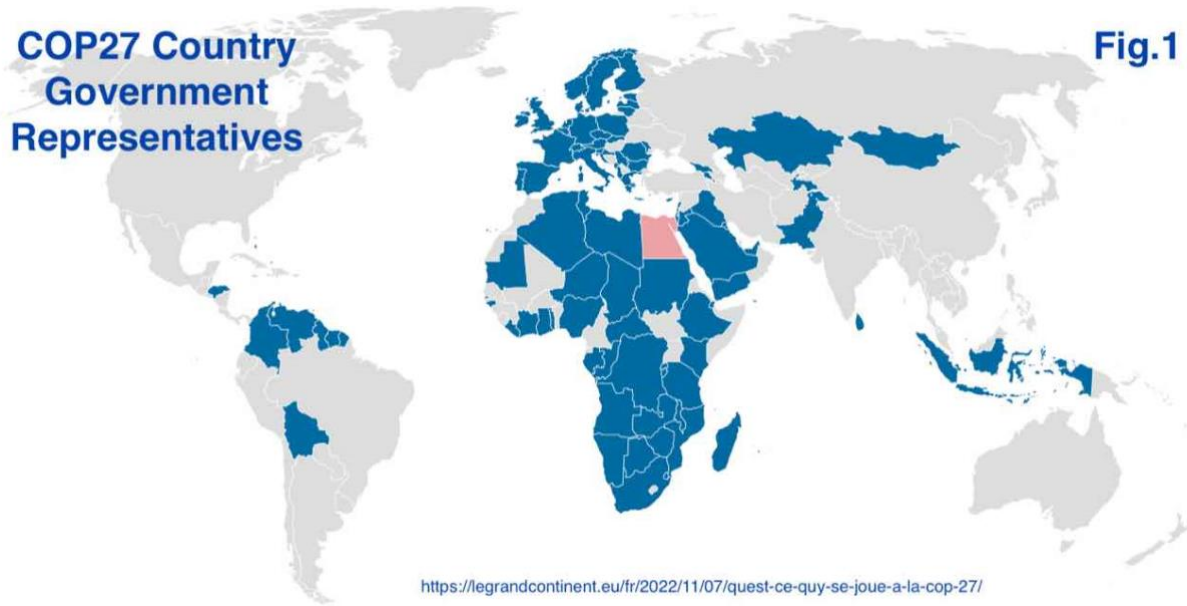 COP27 Country
Government
Representatives
Fig.1
https://legrandcontinent.eu/fr/2022/11/07/quest-ce-quy-se-joue-a-la-cop-27/